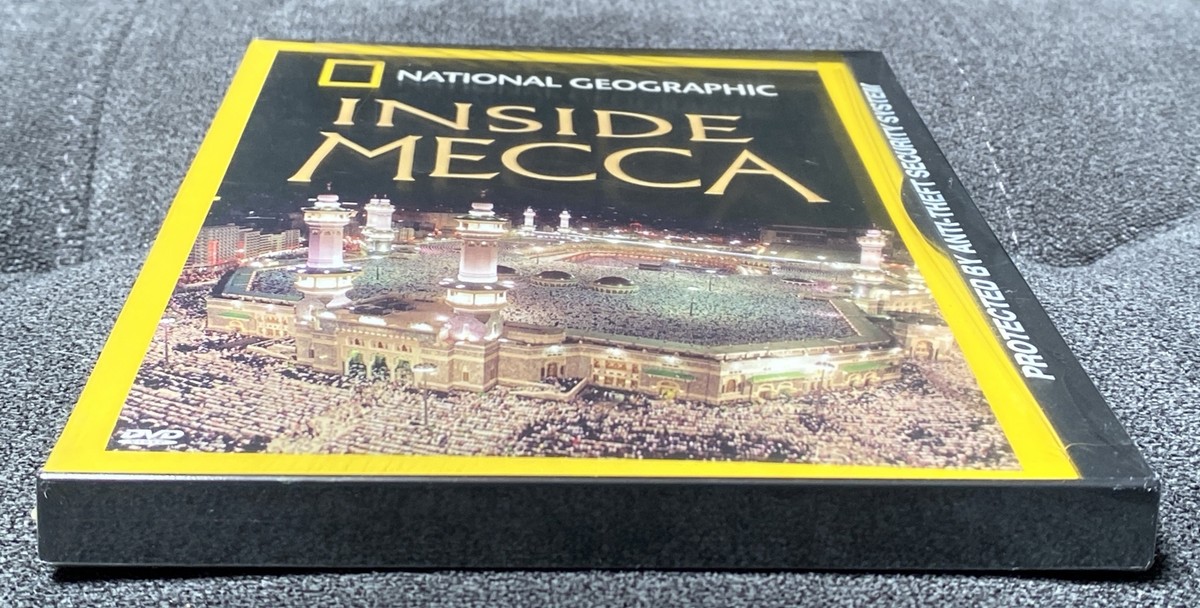 NATIONAL GEOGRAPHIC
INSIDE
MECCA
DVD
PROTECTED BY ANTI-THEFT SECURITY SYSTEM